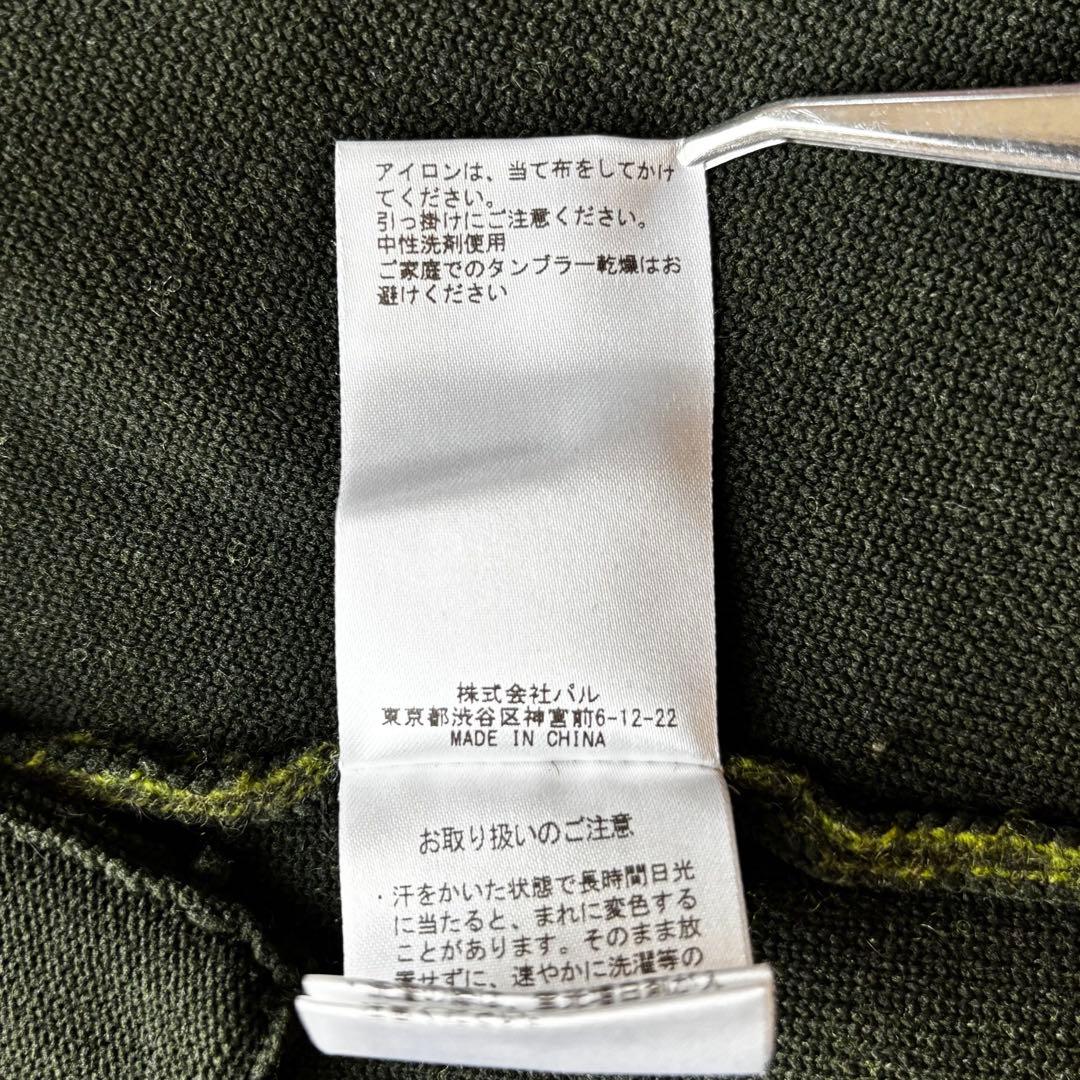 アイロンは、当て布をしてかけ
てください。
引っ掛けにご注意ください。
中性洗剤使用
ご家庭でのタンブラー乾燥はお
避けください
株式会社パル
東京都渋谷区神宮前6-12-22
MADE IN CHINA
お取り扱いのご注意
・汗をかいた状態で長時間日光
に当たると、まれに変色する
ことがあります。そのまま放
せずに、速やかに洗濯等の